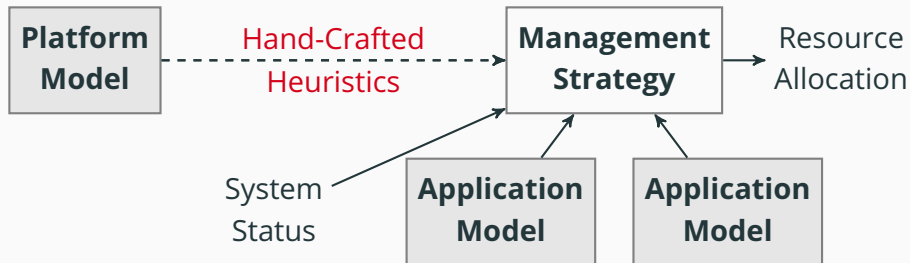 Platform
Model
Hand-Crafted
Heuristics
Management
Strategy
Resource
Allocation
System
Status
Application
Model
Application
Model